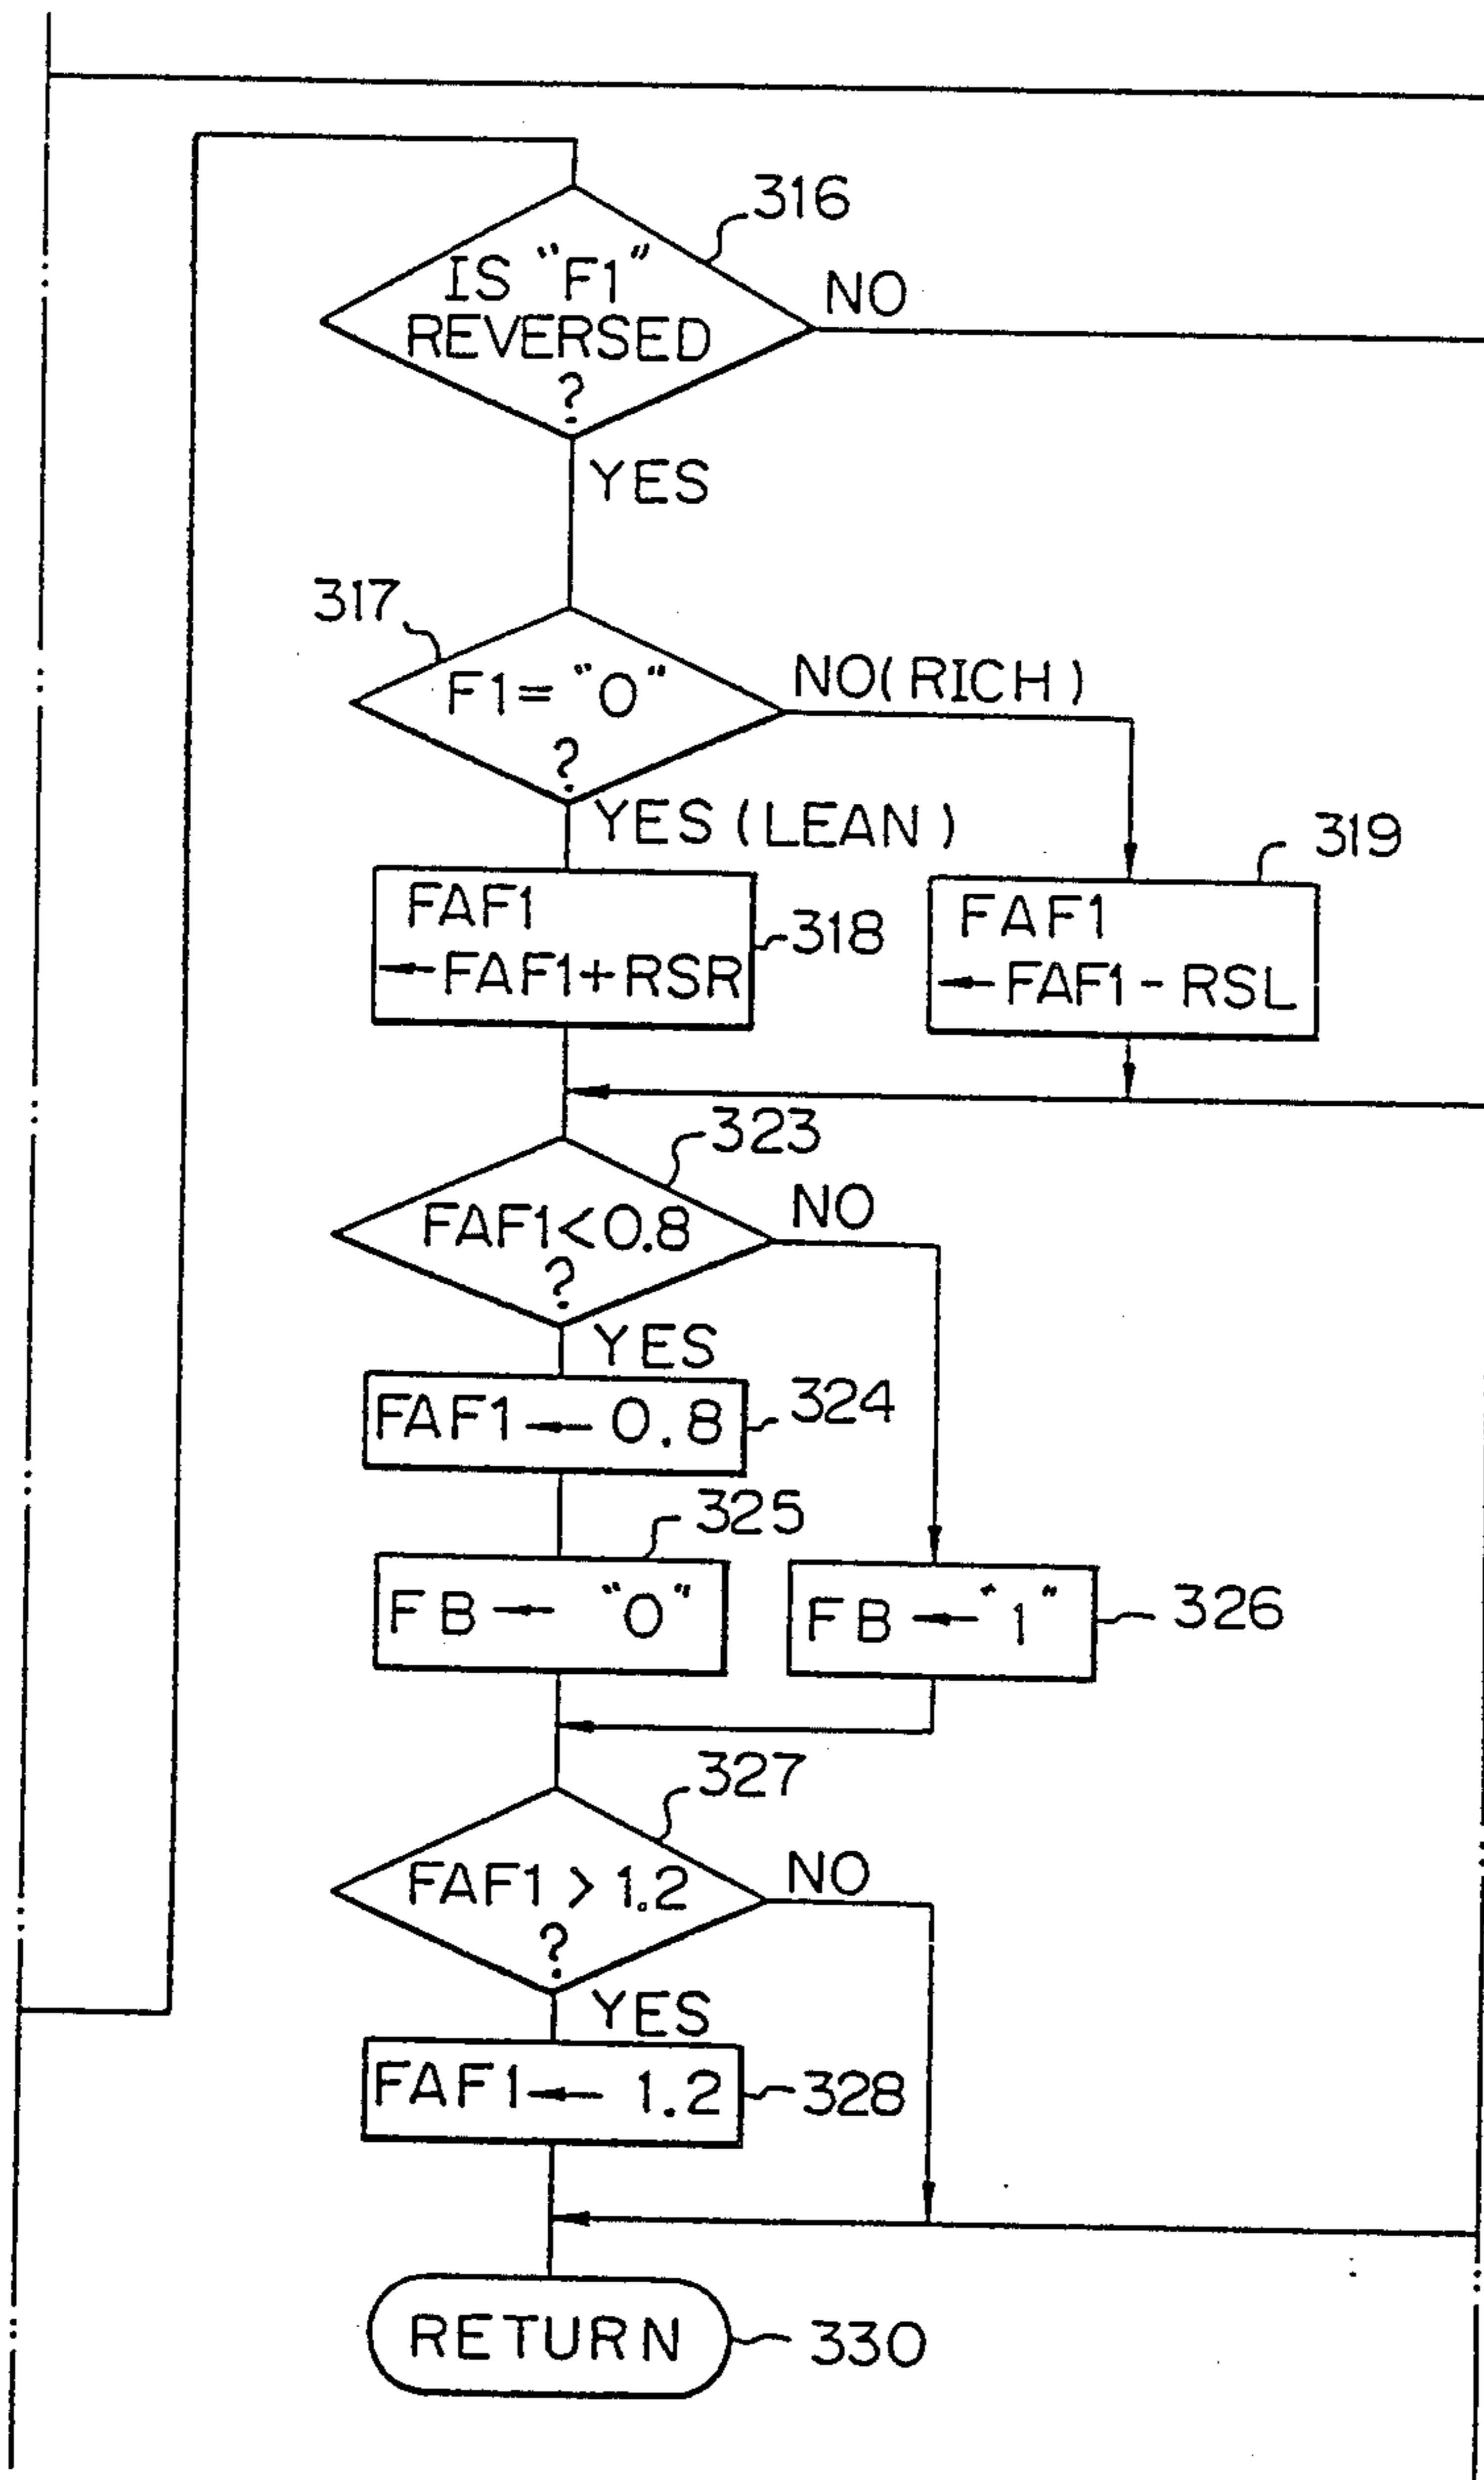 316
IS "F1"
REVERSED
?
NO
YES
317
F1= "0"
?
NO(RICH)
YES(LEAN)
FAF1
←FAF1+RSR
318
319
FAF1
←FAF1-RSL
323
FAF1<0.8
?
NO
YES
FAF1←0.8
324
325
FB← "0"
FB←"1"
326
327
FAF1>1.2
?
NO
YES
FAF1←1.2
328
RETURN
330